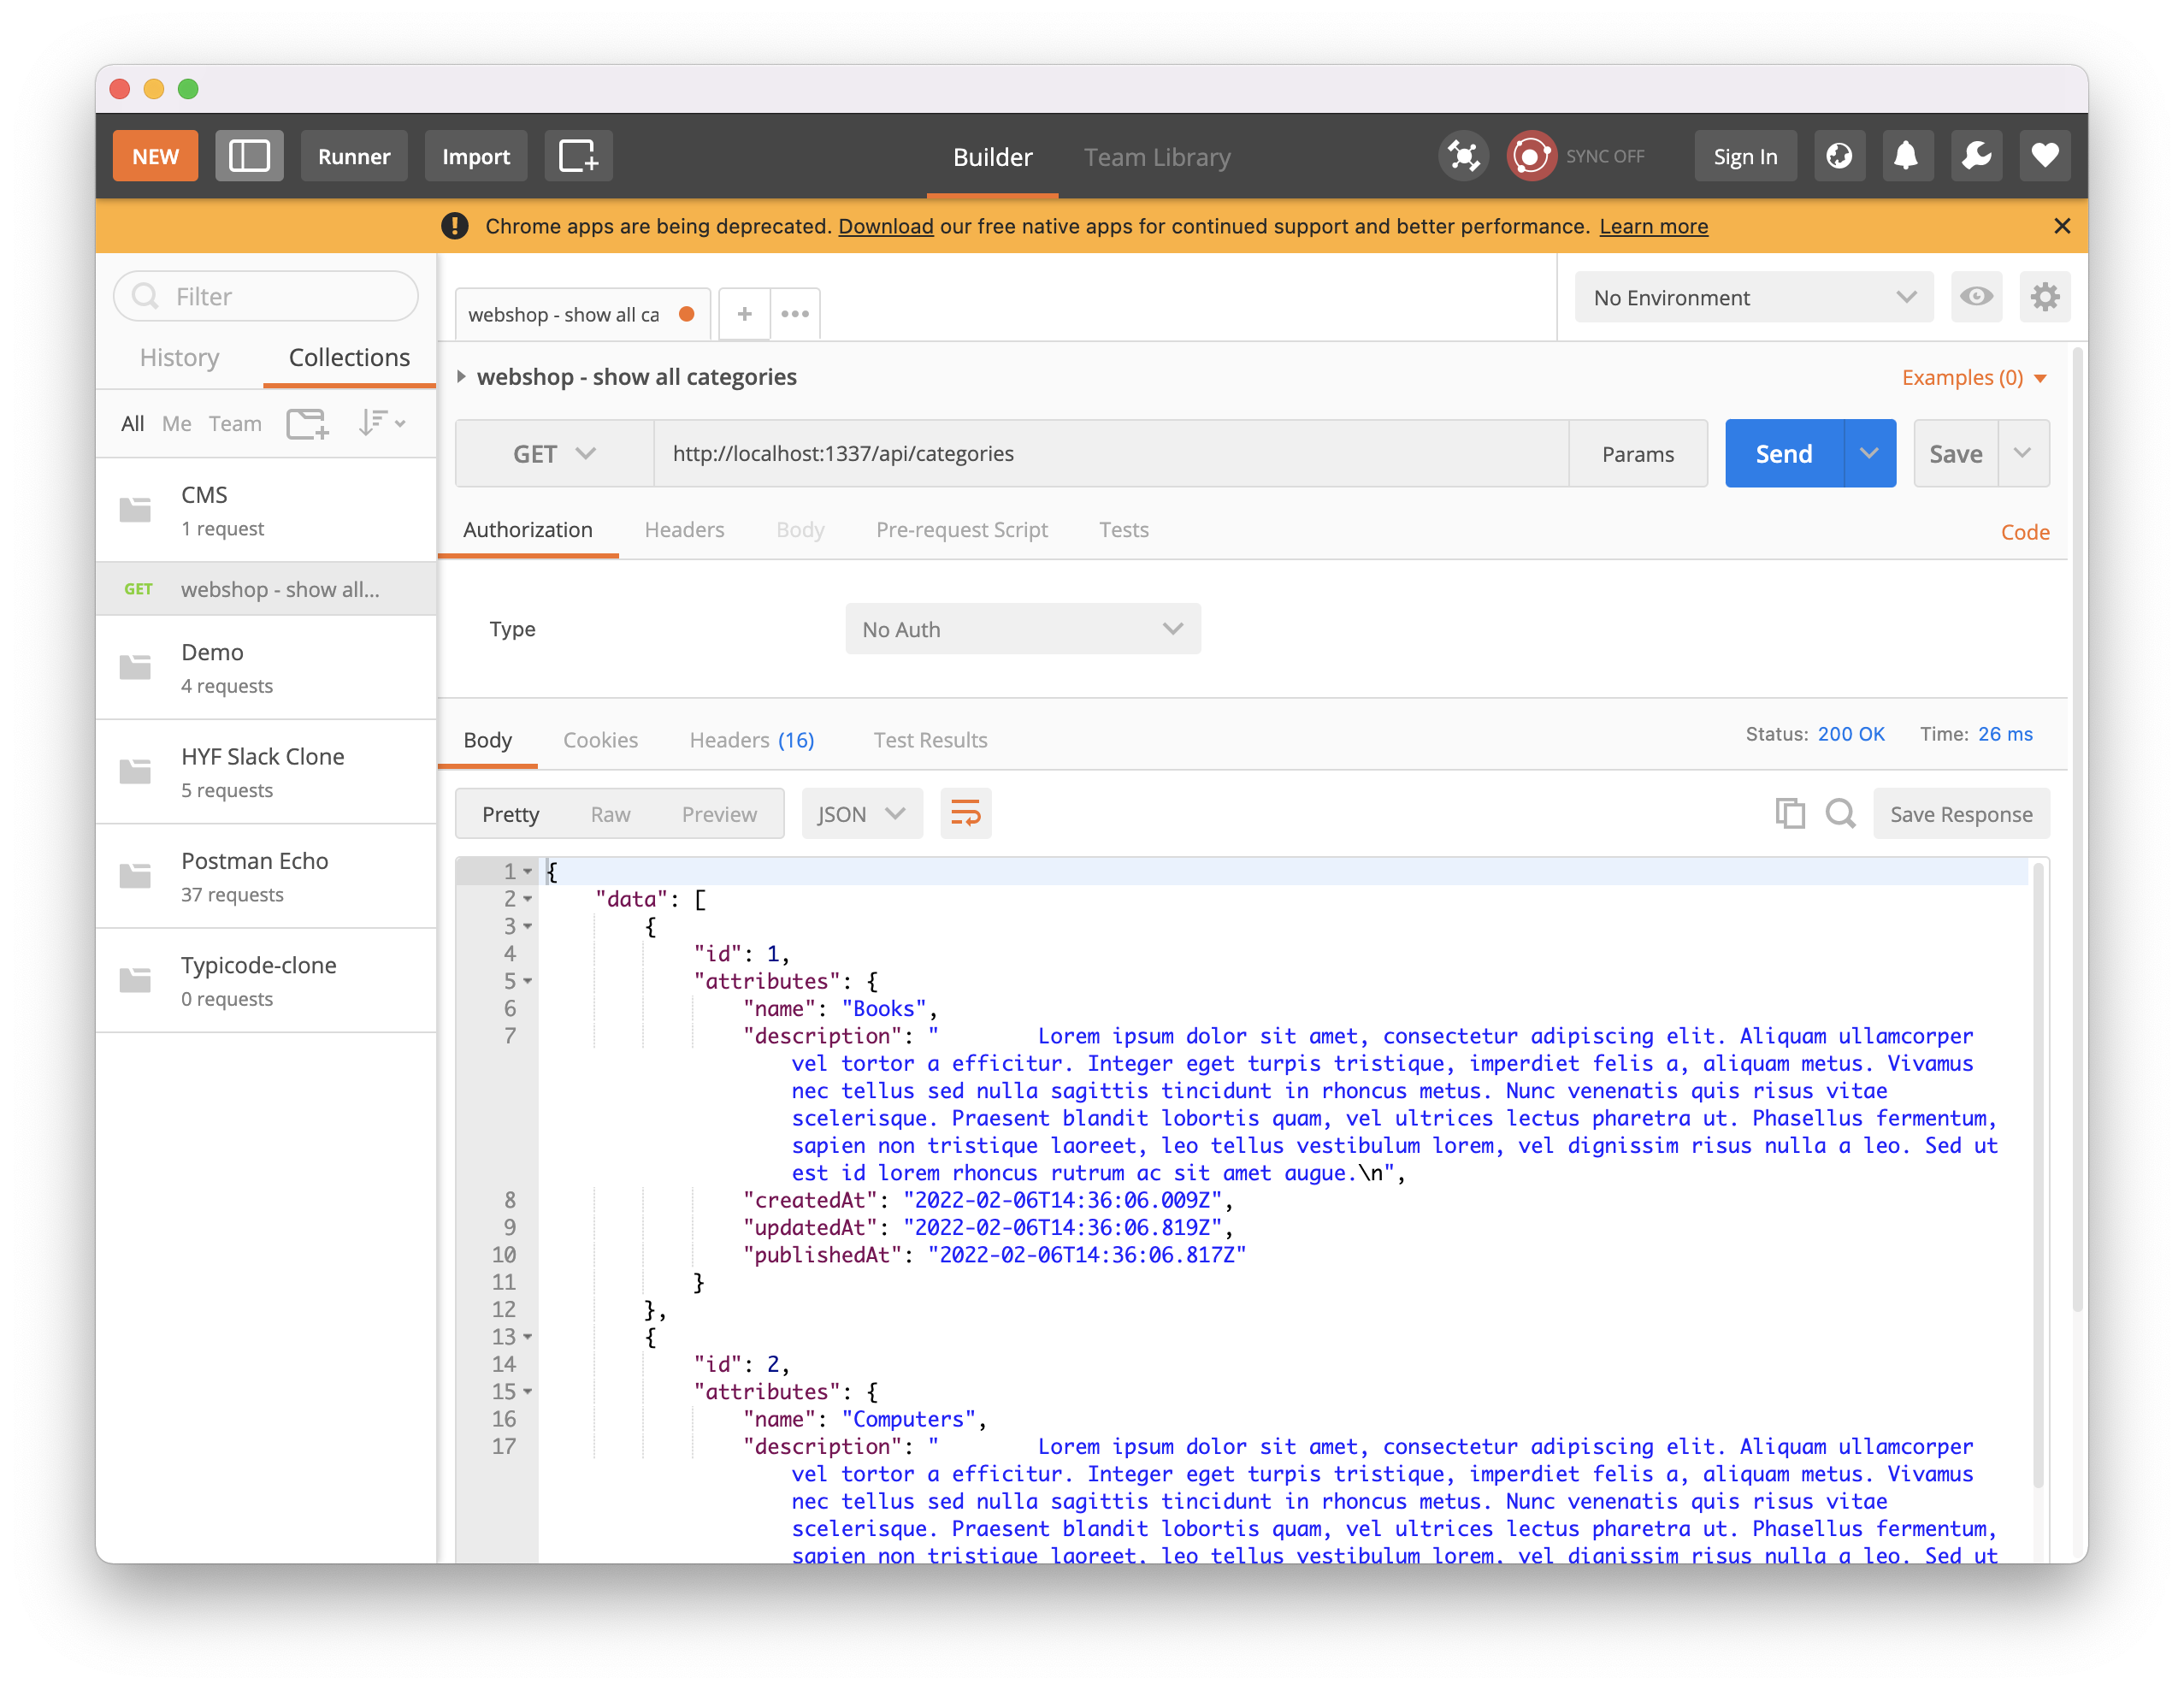 NEW
Runner
Import
Builder
Team Library
SYNC OFF
Sign In
Chrome apps are being deprecated. Download our free native apps for continued support and better performance. Learn more
Filter
History
Collections
All
Me
Team
CMS
1 request
GET
webshop - show all...
Demo
4 requests
HYF Slack Clone
5 requests
Postman Echo
37 requests
Typicode-clone
0 requests
webshop - show all ca
No Environment
webshop - show all categories
Examples (0)
GET
http://localhost:1337/api/categories
Params
Send
Save
Authorization
Headers
Body
Pre-request Script
Tests
Code
Type
No Auth
Body
Cookies
Headers (16)
Test Results
Status: 200 OK
Time: 26 ms
Pretty
Raw
Preview
JSON
Save Response
1 {
2 "data": [
3 {
4 "id": 1,
5 "attributes": {
6 "name": "Books",
7 "description": "        Lorem ipsum dolor sit amet, consectetur adipiscing elit. Aliquam ullamcorper
vel tortor a efficitur. Integer eget turpis tristique, imperdiet felis a, aliquam metus. Vivamus
nec tellus sed nulla sagittis tincidunt in rhoncus metus. Nunc venenatis quis risus vitae
scelerisque. Praesent blandit lobortis quam, vel ultrices lectus pharetra ut. Phasellus fermentum,
sapien non tristique laoreet, leo tellus vestibulum lorem, vel dignissim risus nulla a leo. Sed ut
est id lorem rhoncus rutrum ac sit amet augue.\n",
8 "createdAt": "2022-02-06T14:36:06.009Z",
9 "updatedAt": "2022-02-06T14:36:06.819Z",
10 "publishedAt": "2022-02-06T14:36:06.817Z"
11 }
12 },
13 {
14 "id": 2,
15 "attributes": {
16 "name": "Computers",
17 "description": "        Lorem ipsum dolor sit amet, consectetur adipiscing elit. Aliquam ullamcorper
vel tortor a efficitur. Integer eget turpis tristique, imperdiet felis a, aliquam metus. Vivamus
nec tellus sed nulla sagittis tincidunt in rhoncus metus. Nunc venenatis quis risus vitae
scelerisque. Praesent blandit lobortis quam, vel ultrices lectus pharetra ut. Phasellus fermentum,
sapien non tristique laoreet, leo tellus vestibulum lorem, vel dignissim risus nulla a leo. Sed ut